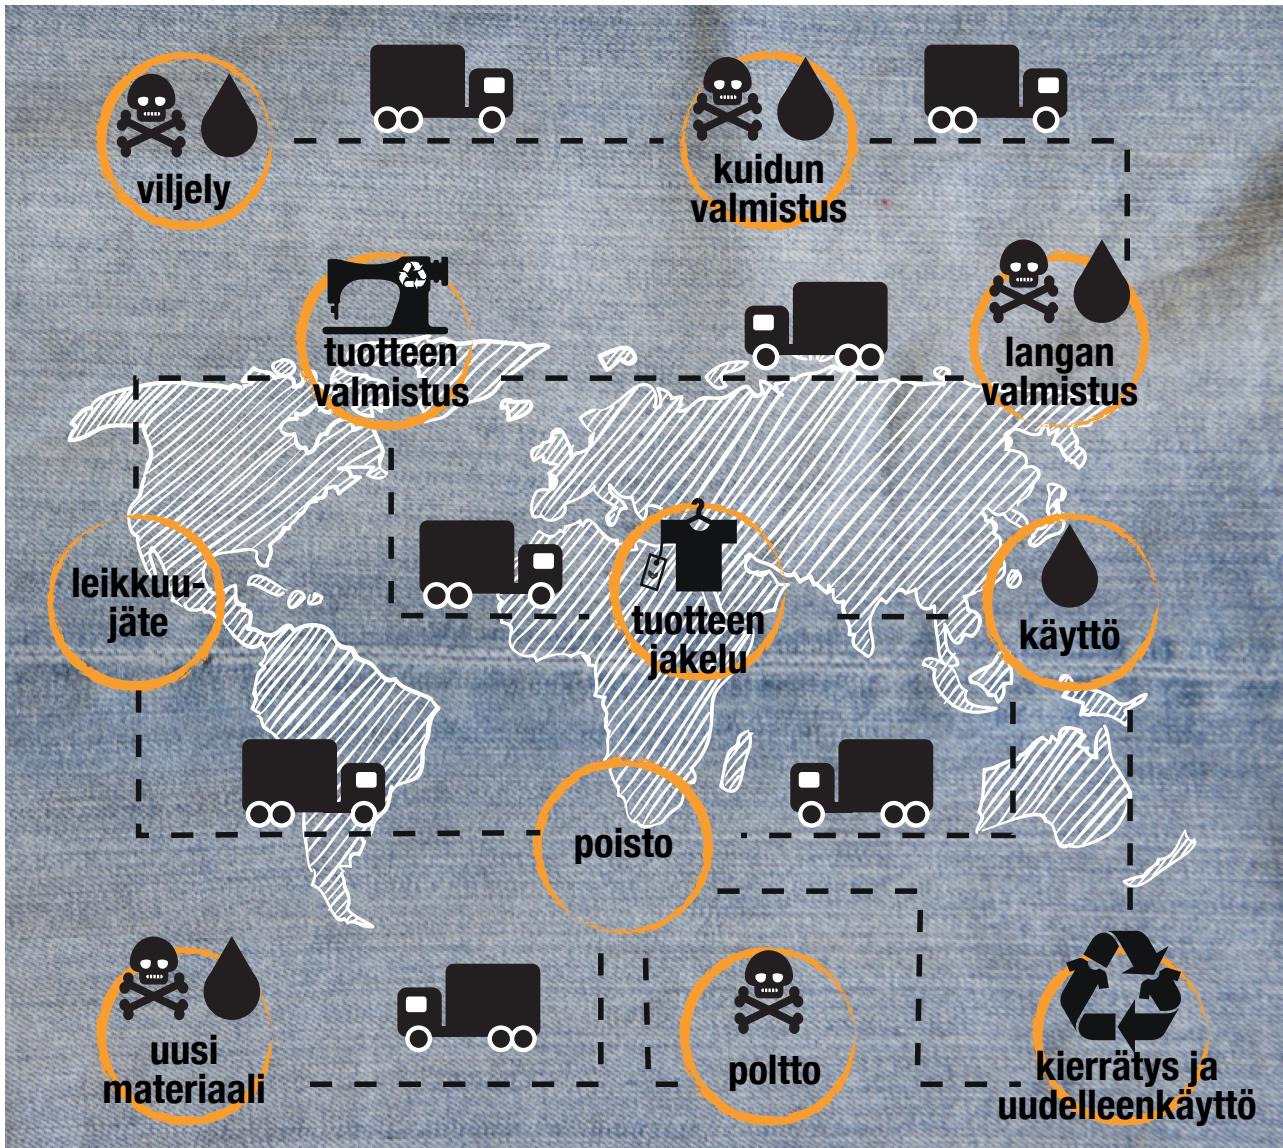 viljely
kuidun
valmistus
tuotteen
valmistus
langan
valmistus
leikkuu-
jäte
tuotteen
jakelu
käyttö
poisto
uusi
materiaali
poltto
kierrätys ja
uudelleenkäyttö